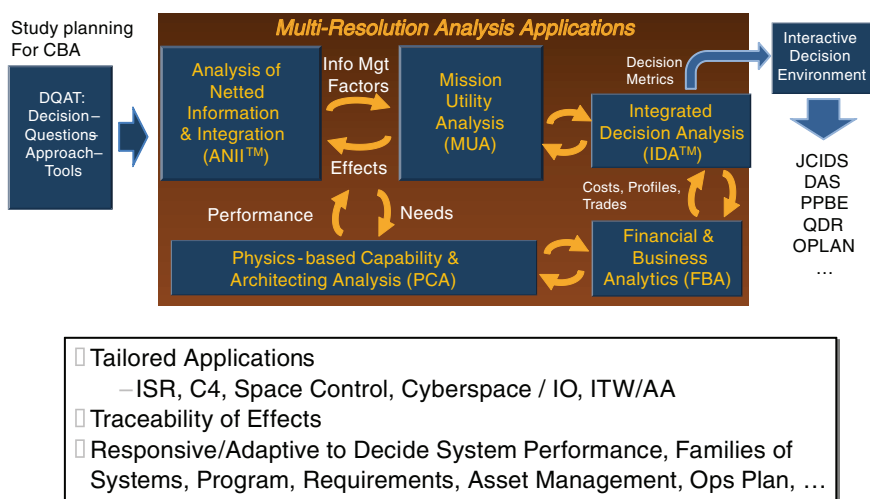 Study planning
For CBA
DQAT:
Decision–
Questions-
Approach–
Tools
Multi-Resolution Analysis Applications
Analysis of
Netted
Information
& Integration
(ANII™)
Info Mgt
Factors
Effects
Mission
Utility
Analysis
(MUA)
Decision
Metrics
Integrated
Decision Analysis
(IDA™)
Performance
Needs
Costs, Profiles,
Trades
Physics-based Capability &
Architecting Analysis (PCA)
Financial &
Business
Analytics (FBA)
Interactive
Decision
Environment
JCIDS
DAS
PPBE
QDR
OPLAN
…
Tailored Applications
–ISR, C4, Space Control, Cyberspace / IO, ITW/AA
Traceability of Effects
Responsive/Adaptive to Decide System Performance, Families of
Systems, Program, Requirements, Asset Management, Ops Plan, …